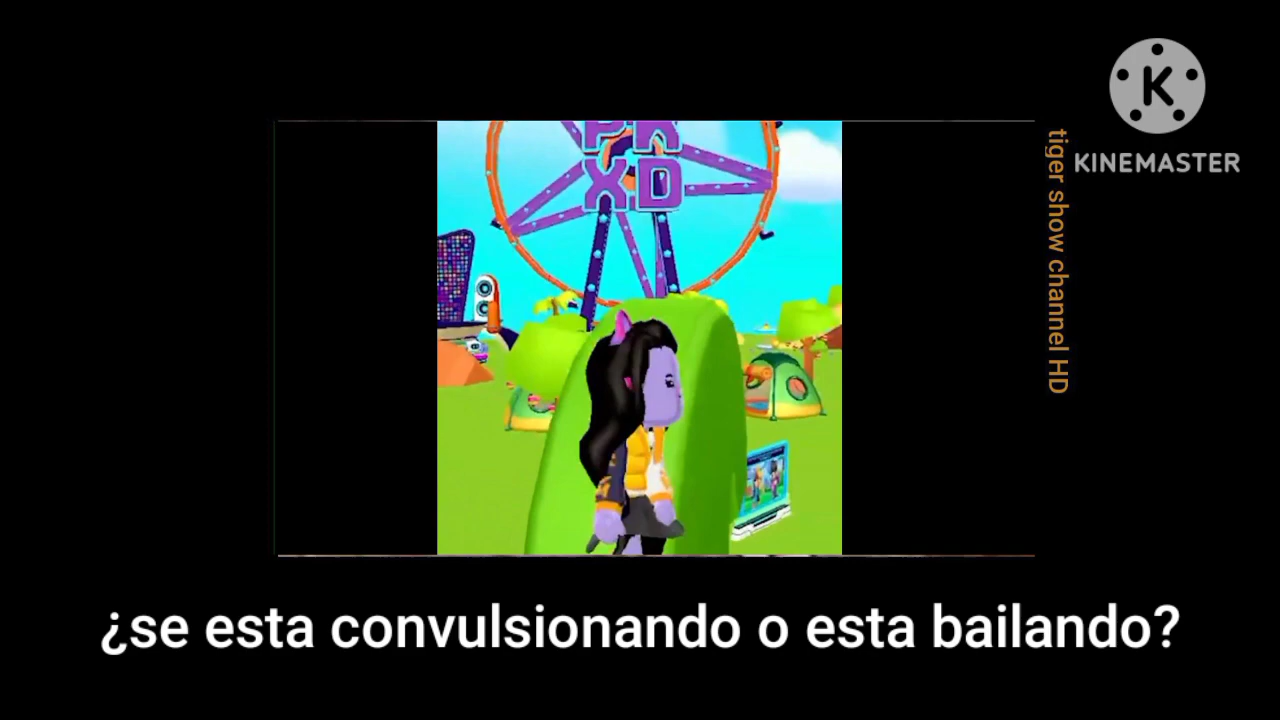 PK
XD
tiger show channel HD
K
KINEMASTER
¿se esta convulsionando o esta bailando?